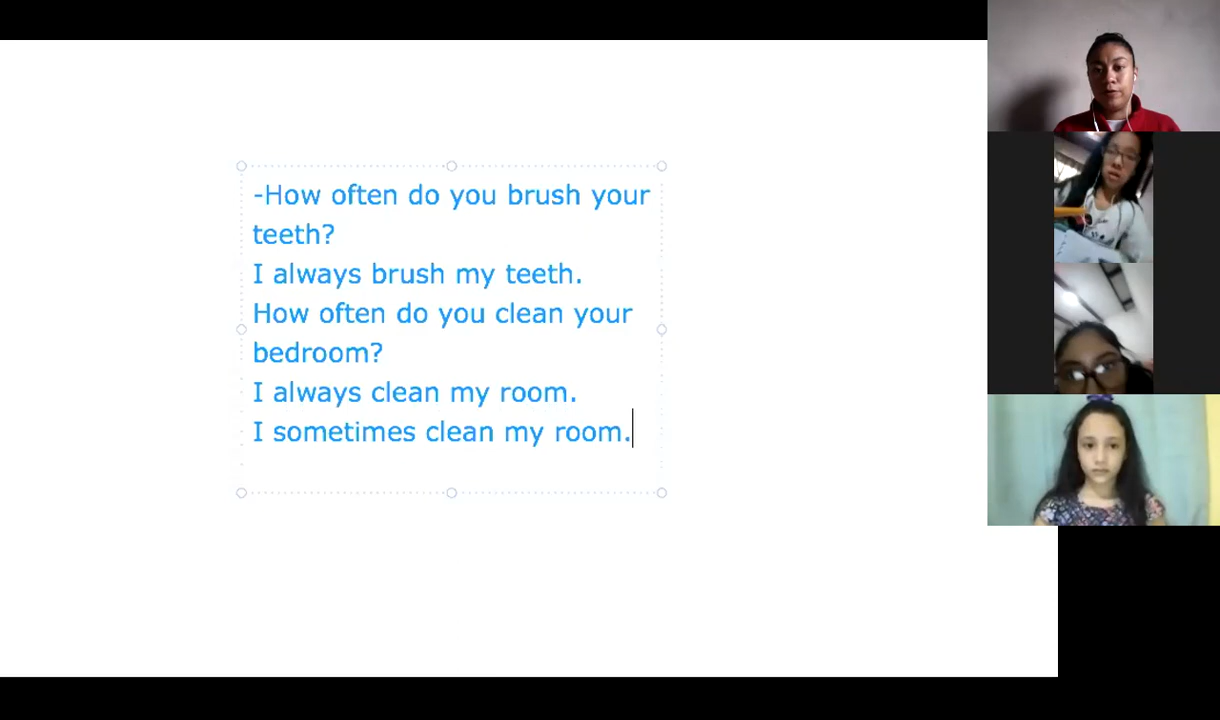 -How often do you brush your
teeth?
I always brush my teeth.
How often do you clean your
bedroom?
I always clean my room.
I sometimes clean my room.